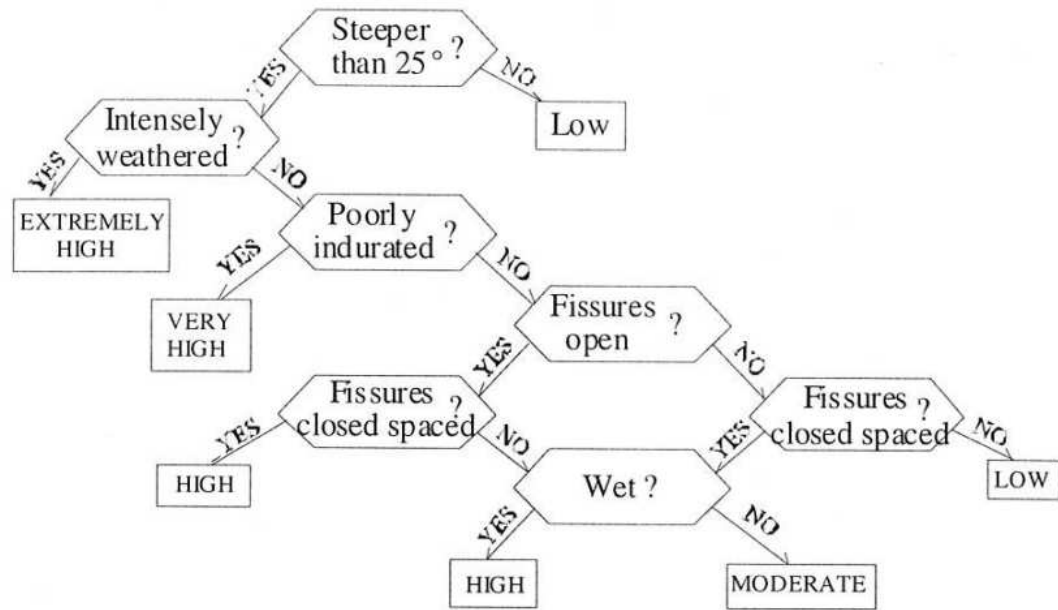 Steeper ?
than 25°
YES
NO
Low
Intensely ?
weathered
YES
NO
EXTREMELY
HIGH
Poorly ?
indurated
YES
NO
VERY
HIGH
Fissures ?
open
YES
NO
Fissures ?
closed spaced
YES
NO
Fissures ?
closed spaced
YES
NO
HIGH
Wet ?
LOW
YES
NO
HIGH
MODERATE